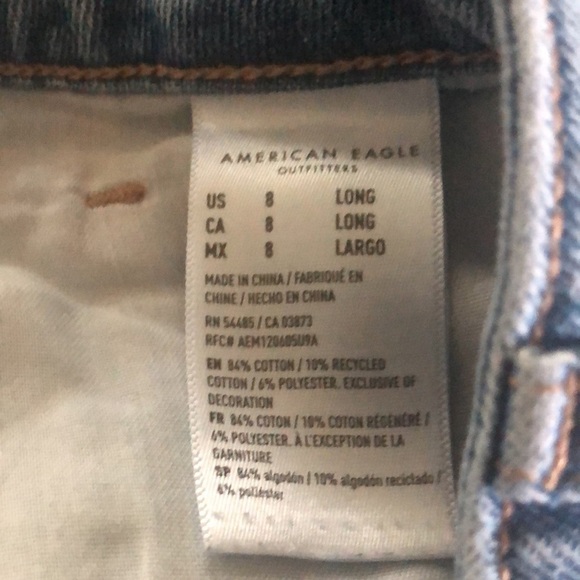 AMERICAN EAGLE
OUTFITTERS
US 8 LONG
CA 8 LONG
MX 8 LARGO
MADE IN CHINA / FABRIQUÉ EN
CHINE / HECHO EN CHINA
RN 54485 / CA 03873
RFC# AEM120605U9A
EN 84% COTTON / 10% RECYCLED
COTTON / 6% POLYESTER. EXCLUSIVE OF
DECORATION
FR 84% COTON / 10% COTON RÉGÉNÉRÉ /
6% POLYESTER. À L'EXCEPTION DE LA
GARNITURE
SP 84% algodón / 10% algodón reciclado /
6% poliéster